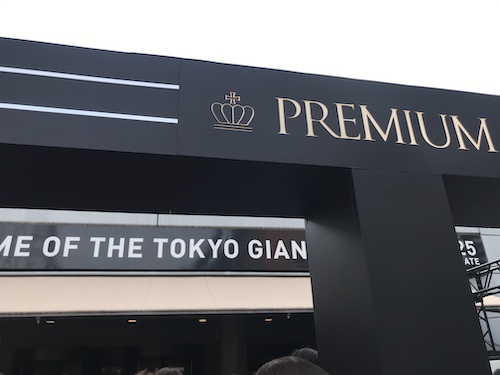 PREMIUM
ME OF THE TOKYO GIAN
25
ATE